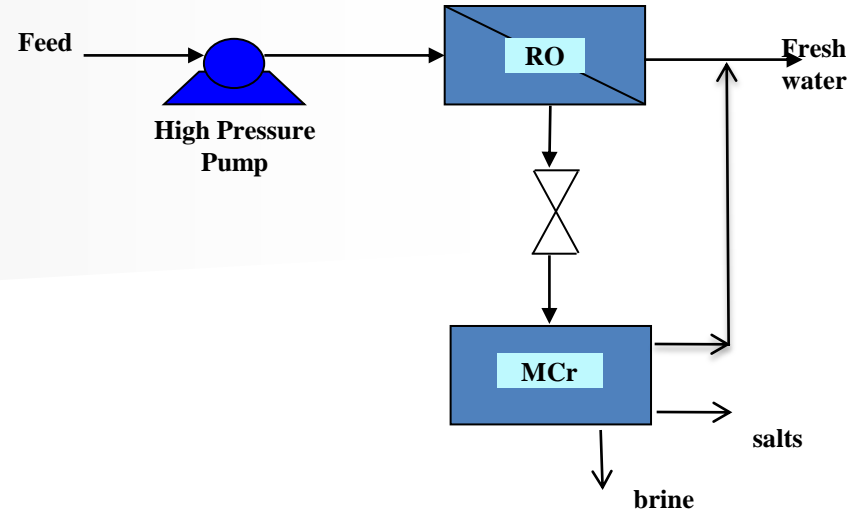 Feed
RO
Fresh
water
High Pressure
Pump
MCr
salts
brine